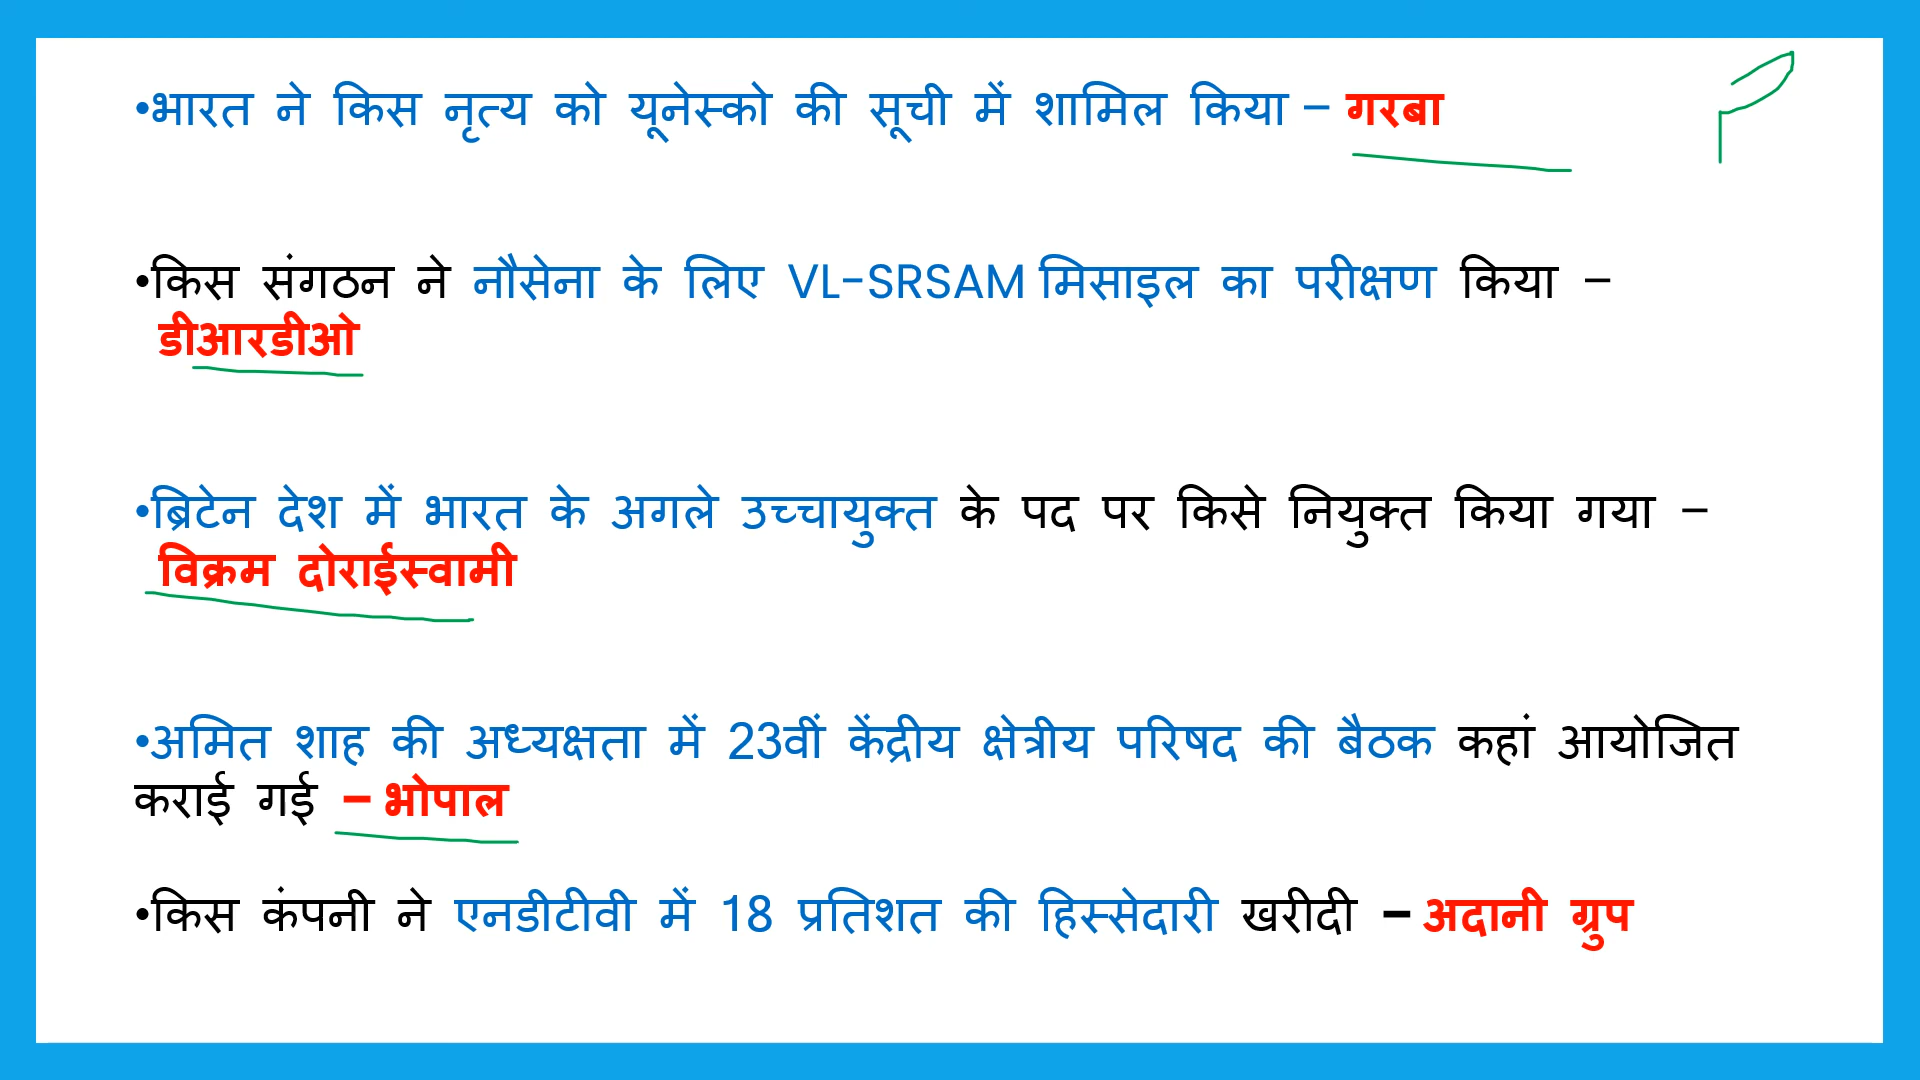 •भारत ने किस नृत्य को यूनेस्को की सूची में शामिल किया – गरबा
•किस संगठन ने नौसेना के लिए VL-SRSAM मिसाइल का परीक्षण किया –
डीआरडीओ
•ब्रिटेन देश में भारत के अगले उच्चायुक्त के पद पर किसे नियुक्त किया गया –
विक्रम दोराईस्वामी
•अमित शाह की अध्यक्षता में 23वीं केंद्रीय क्षेत्रीय परिषद की बैठक कहां आयोजित
कराई गई – भोपाल
•किस कंपनी ने एनडीटीवी में 18 प्रतिशत की हिस्सेदारी खरीदी – अदानी ग्रुप